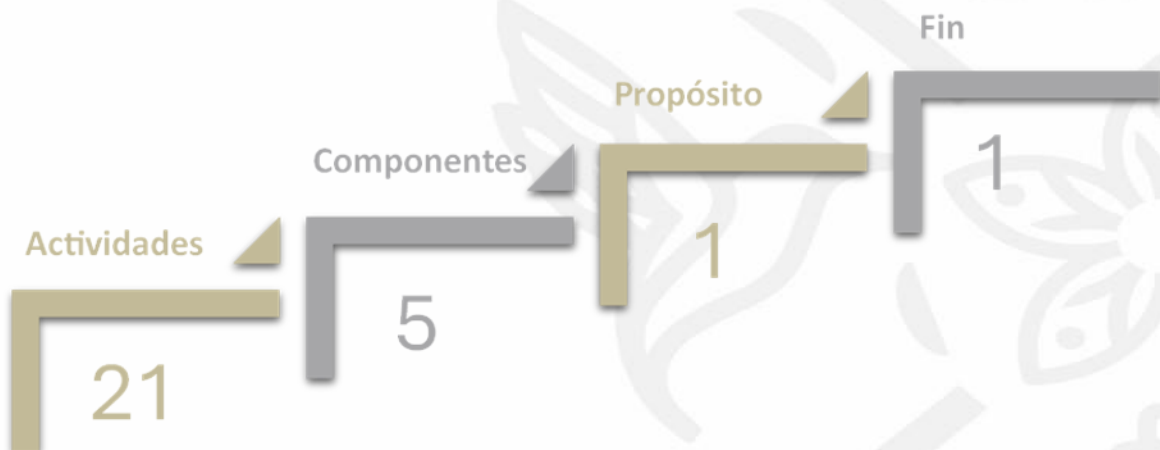 Fin
1
Propósito
1
Componentes
5
Actividades
21